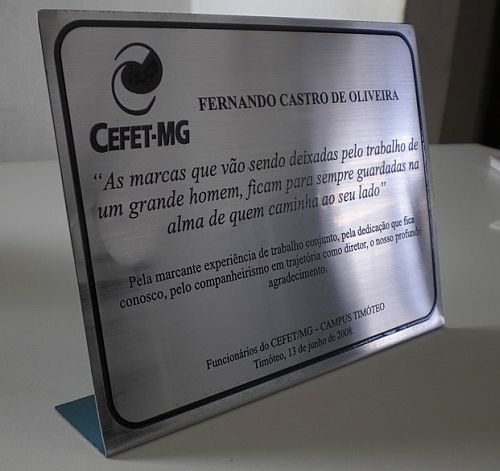 CEFET-MG
FERNANDO CASTRO DE OLIVEIRA
“As marcas que vão sendo deixadas pelo trabalho de
um grande homem, ficam para sempre guardadas na
alma de quem caminha ao seu lado”
Pela marcante experiência de trabalho conjunto, pela dedicação que fica
conosco, pelo companheirismo em trajetória como diretor, o nosso profundo
agradecimento.
Funcionários do CEFET/MG – CAMPUS TIMÓTEO
Timóteo, 13 de junho de 2008.